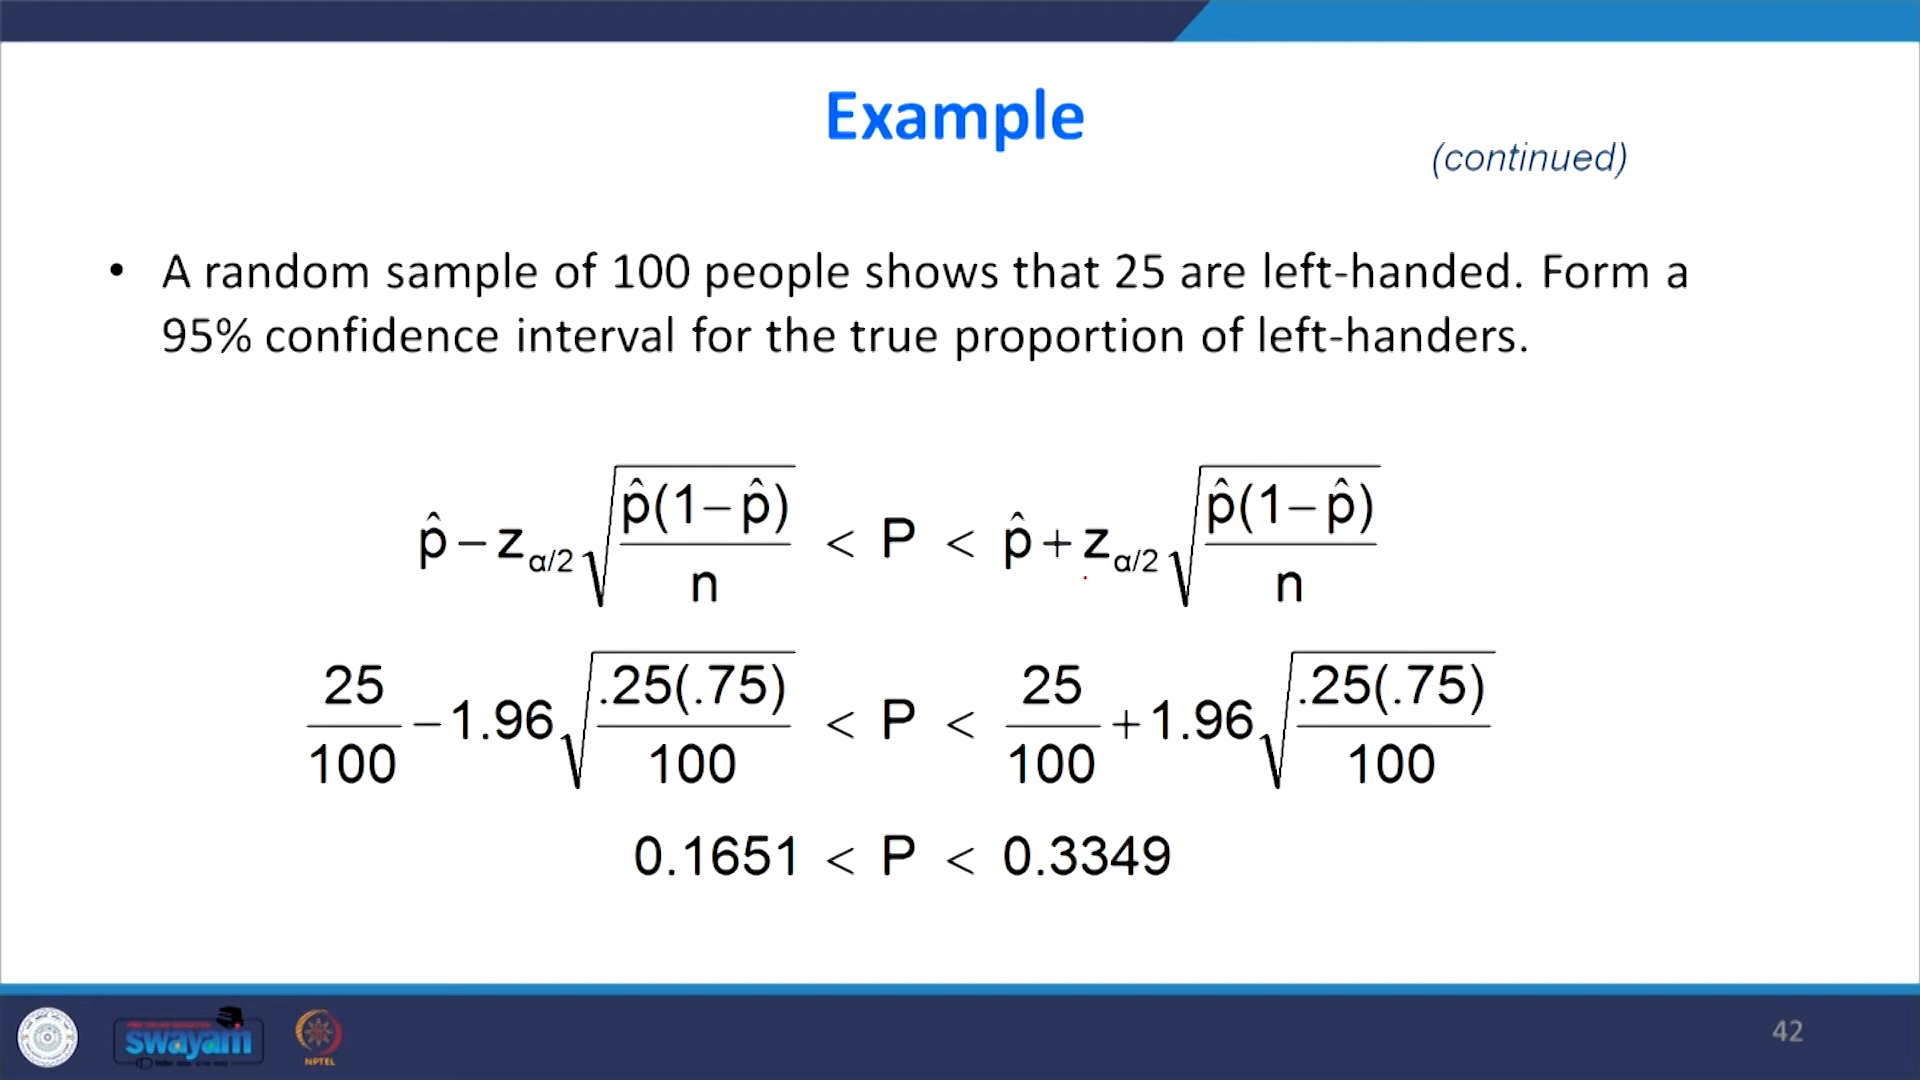 Example
(continued)
• A random sample of 100 people shows that 25 are left-handed. Form a
95% confidence interval for the true proportion of left-handers.
p̂ − z_α/2 √(p̂(1−p̂)/n) < P < p̂ + z_α/2 √(p̂(1−p̂)/n)
25/100 − 1.96 √(.25(.75)/100) < P < 25/100 + 1.96 √(.25(.75)/100)
0.1651 < P < 0.3349
swayam
NPTEL
42